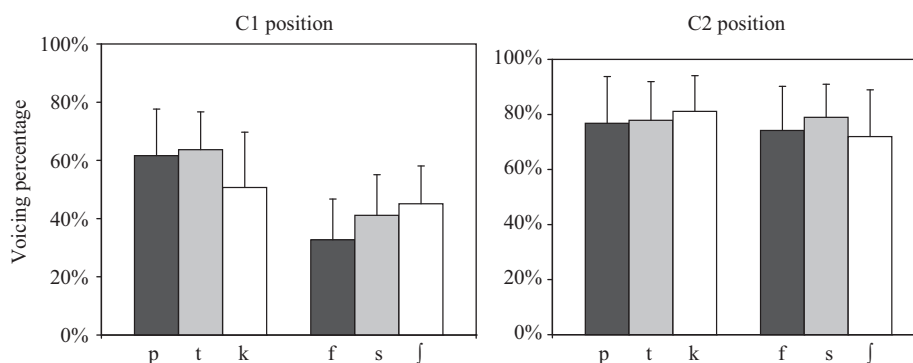 C1 position
100%
80%
60%
40%
20%
0%
Voicing percentage
p t k f s ʃ
C2 position
100%
80%
60%
40%
20%
0%
p t k f s ʃ